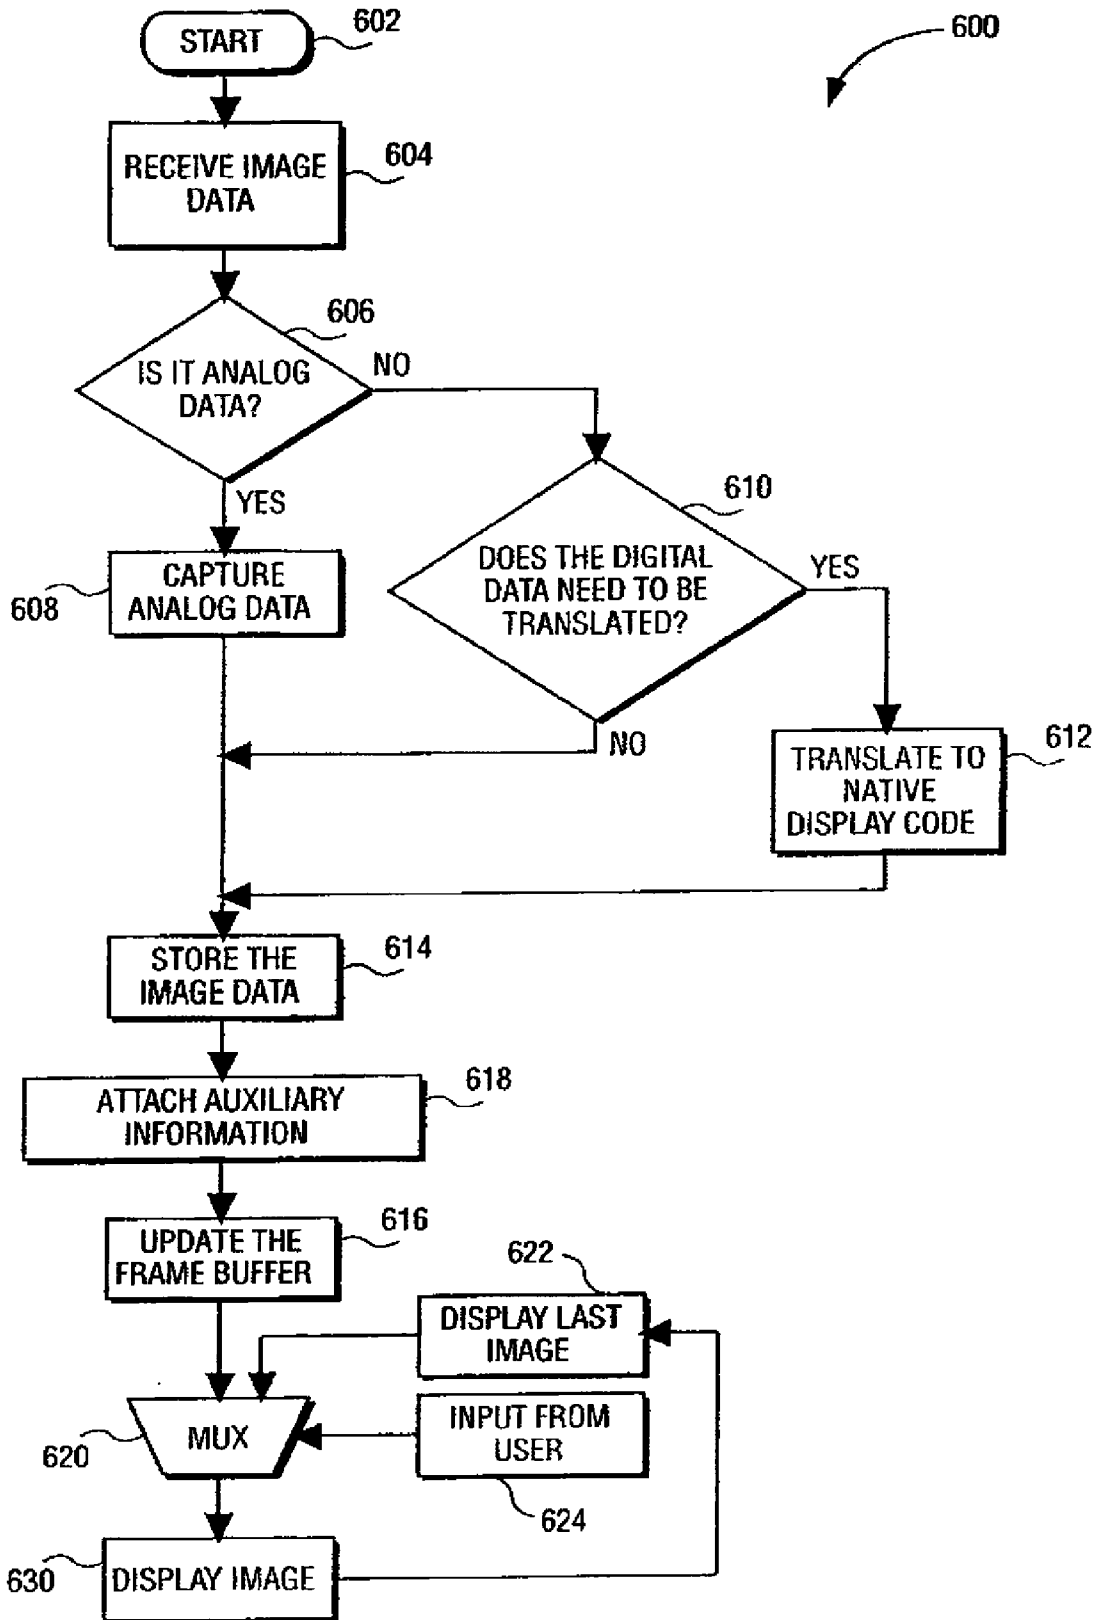 START
602
600
RECEIVE IMAGE
DATA
604
606
IS IT ANALOG
DATA?
NO
YES
610
DOES THE DIGITAL
DATA NEED TO BE
TRANSLATED?
YES
NO
CAPTURE
ANALOG DATA
608
612
TRANSLATE TO
NATIVE
DISPLAY CODE
STORE THE
IMAGE DATA
614
ATTACH AUXILIARY
INFORMATION
618
UPDATE THE
FRAME BUFFER
616
622
DISPLAY LAST
IMAGE
MUX
620
INPUT FROM
USER
624
DISPLAY IMAGE
630